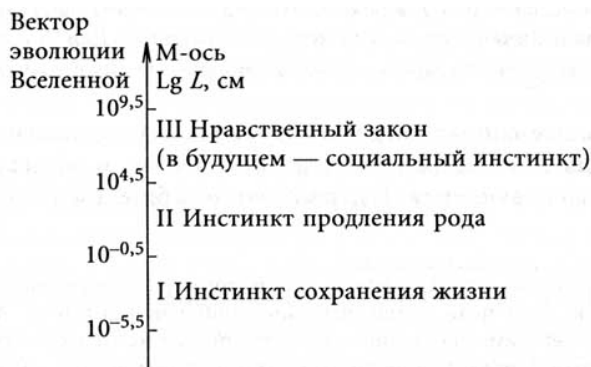 Вектор
эволюции
Вселенной
М-ось
Lg L, см
10^9,5
III Нравственный закон
(в будущем — социальный инстинкт)
10^4,5
II Инстинкт продления рода
10^–0,5
I Инстинкт сохранения жизни
10^–5,5